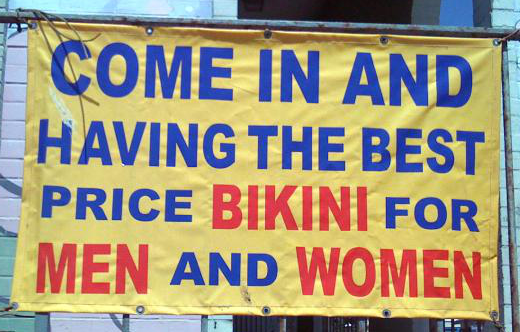 COME IN AND
HAVING THE BEST
PRICE BIKINI FOR
MEN AND WOMEN